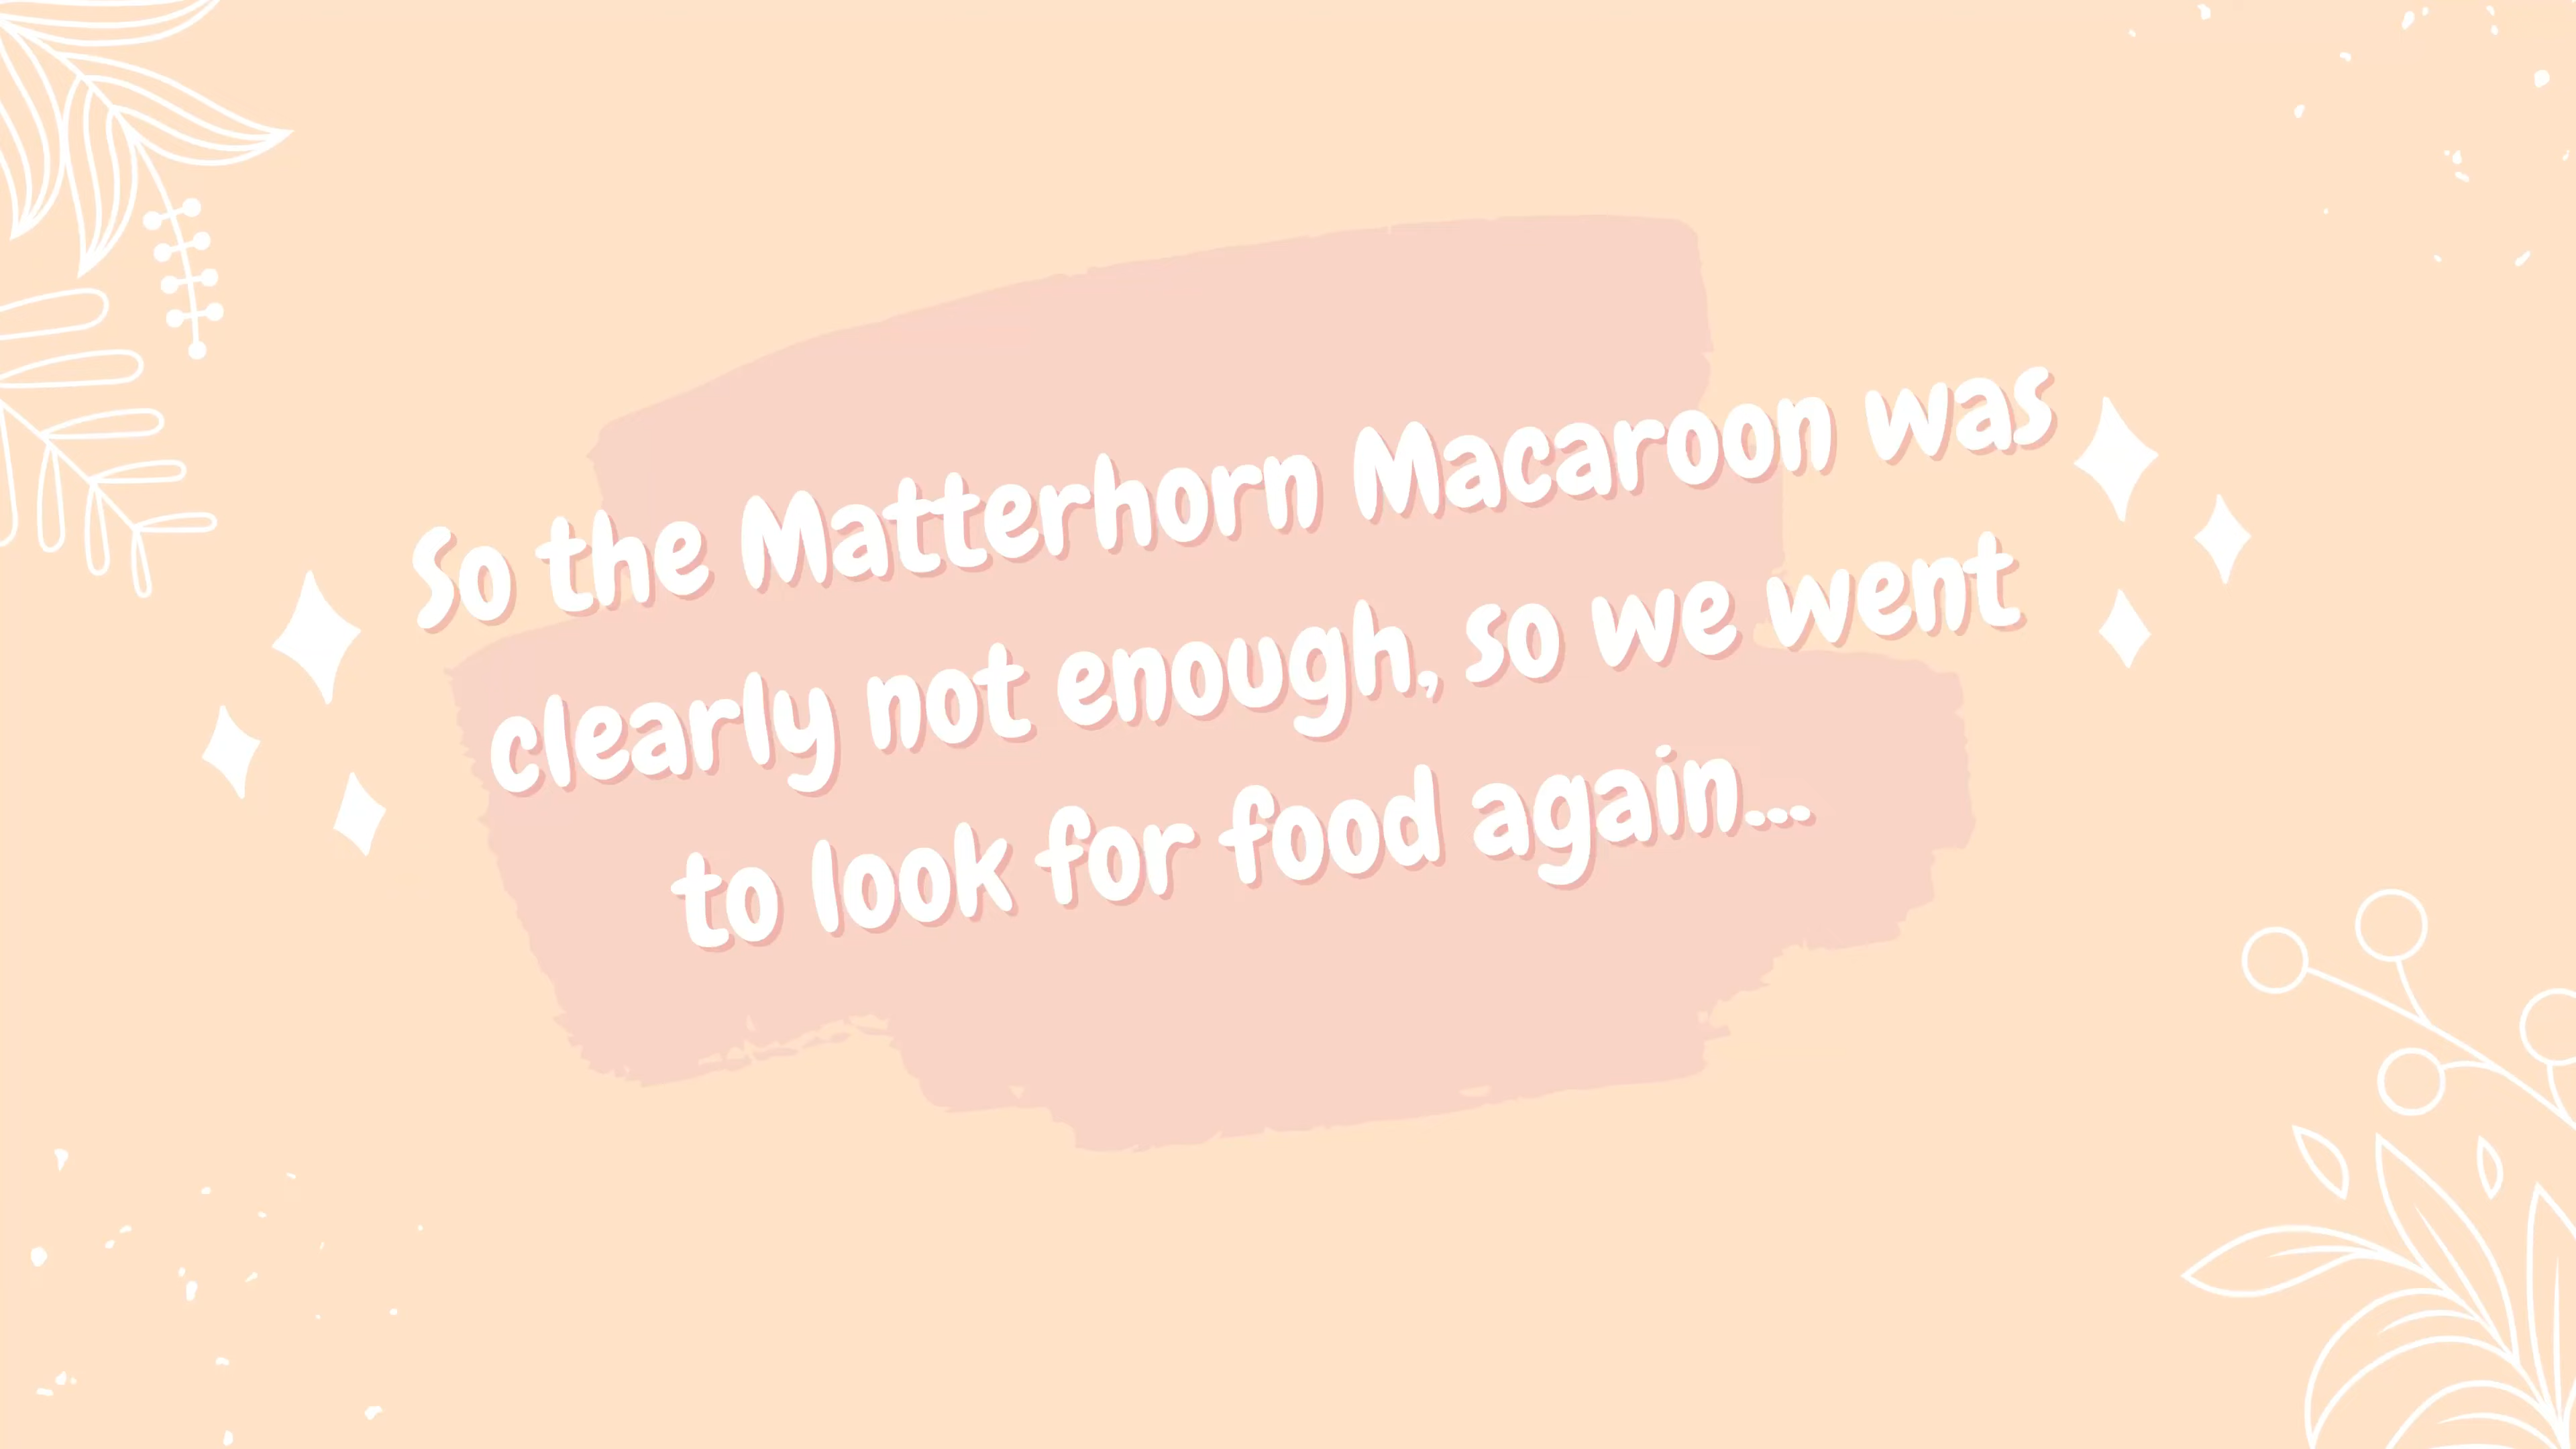 So the Matterhorn Macaroon was
clearly not enough, so we went
to look for food again...